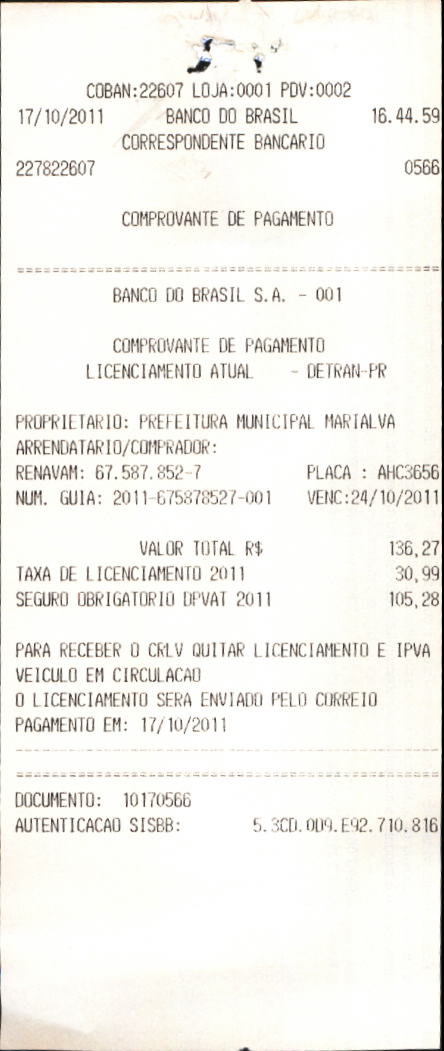 COBAN:22607 LOJA:0001 PDV:0002
17/10/2011 BANCO DO BRASIL 16.44.59
CORRESPONDENTE BANCARIO
227822607 0566
COMPROVANTE DE PAGAMENTO
================================================
BANCO DO BRASIL S.A. - 001
COMPROVANTE DE PAGAMENTO
LICENCIAMENTO ATUAL - DETRAN-PR
PROPRIETARIO: PREFEITURA MUNICIPAL MARIALVA
ARRENDATARIO/COMPRADOR:
RENAVAM: 67.587.852-7 PLACA : AHC3656
NUM. GUIA: 2011-675878527-001 VENC:24/10/2011
VALOR TOTAL R$ 136,27
TAXA DE LICENCIAMENTO 2011 30,99
SEGURO OBRIGATORIO DPVAT 2011 105,28
PARA RECEBER O CRLV QUITAR LICENCIAMENTO E IPVA
VEICULO EM CIRCULACAO
O LICENCIAMENTO SERA ENVIADO PELO CORREIO
PAGAMENTO EM: 17/10/2011
------------------------------------------------
================================================
DOCUMENTO: 10170566
AUTENTICACAO SISBB: 5.3CD.0D9.E92.710.816